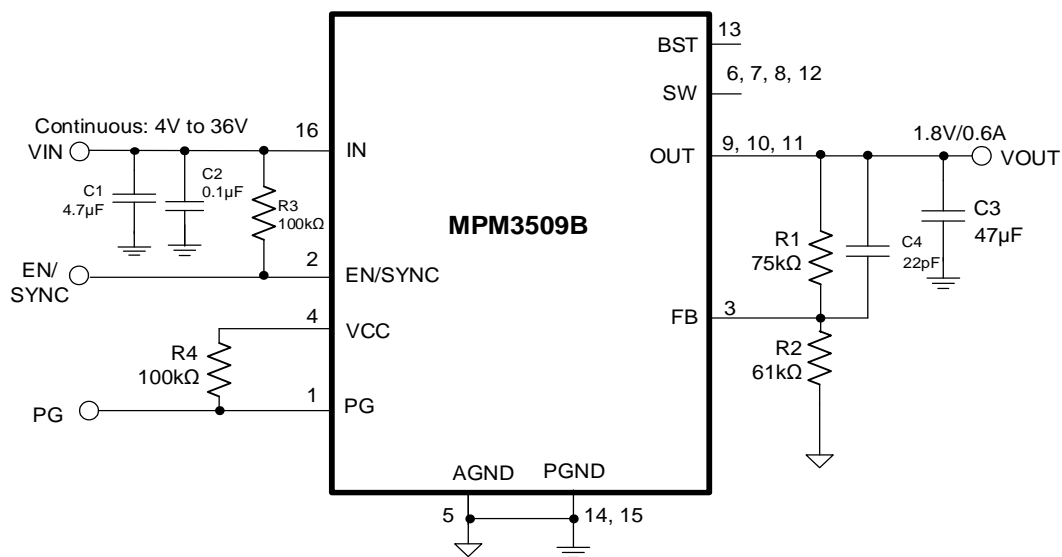 13
BST
6, 7, 8, 12
SW
Continuous: 4V to 36V
VIN
16
IN
OUT
9, 10, 11
1.8V/0.6A
VOUT
C1
4.7µF
C2
0.1µF
R3
100kΩ
MPM3509B
R1
75kΩ
C4
22pF
C3
47µF
EN/
SYNC
2
EN/SYNC
4
VCC
FB
3
R4
100kΩ
R2
61kΩ
PG
1
PG
AGND
PGND
5
14, 15